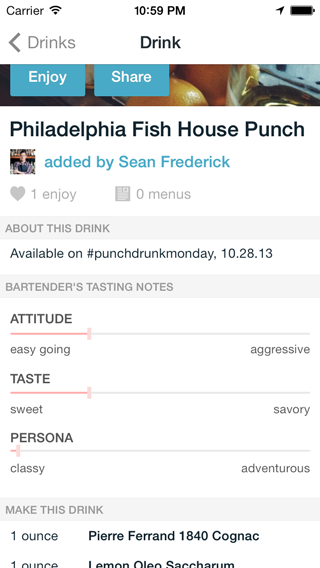 Carrier 10:59 PM
Drinks Drink
Enjoy Share
Philadelphia Fish House Punch
added by Sean Frederick
1 enjoy 0 menus
ABOUT THIS DRINK
Available on #punchdrunkmonday, 10.28.13
BARTENDER'S TASTING NOTES
ATTITUDE
easy going aggressive
TASTE
sweet savory
PERSONA
classy adventurous
MAKE THIS DRINK
1 ounce Pierre Ferrand 1840 Cognac
1 ounce Lemon Oleo Saccharum